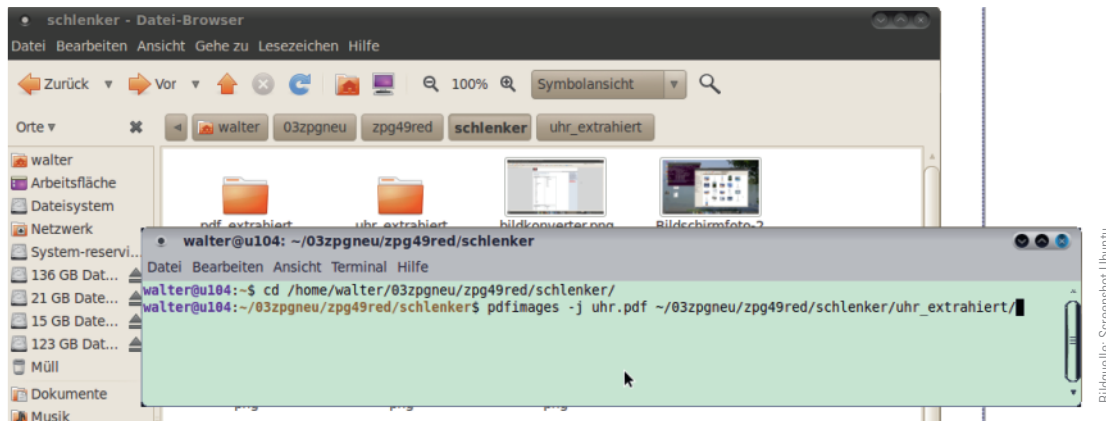 schlenker - Datei-Browser
Datei Bearbeiten Ansicht Gehe zu Lesezeichen Hilfe
Zurück Vor 100% Symbolansicht
Orte walter 03zpgneu zpg49red schlenker uhr_extrahiert
walter
Arbeitsfläche
Dateisystem
Netzwerk
System-reservi...
136 GB Dat...
21 GB Date...
15 GB Date...
123 GB Dat...
Müll
Dokumente
Musik
pdf_extrahiert uhr_extrahiert bildkonverter.png Bildschirmfoto-2
walter@u104: ~/03zpgneu/zpg49red/schlenker
Datei Bearbeiten Ansicht Terminal Hilfe
walter@u104:~$ cd /home/walter/03zpgneu/zpg49red/schlenker/
walter@u104:~/03zpgneu/zpg49red/schlenker$ pdfimages -j uhr.pdf ~/03zpgneu/zpg49red/schlenker/uhr_extrahiert/
png png png
Bildquelle: Screenshot Ubuntu